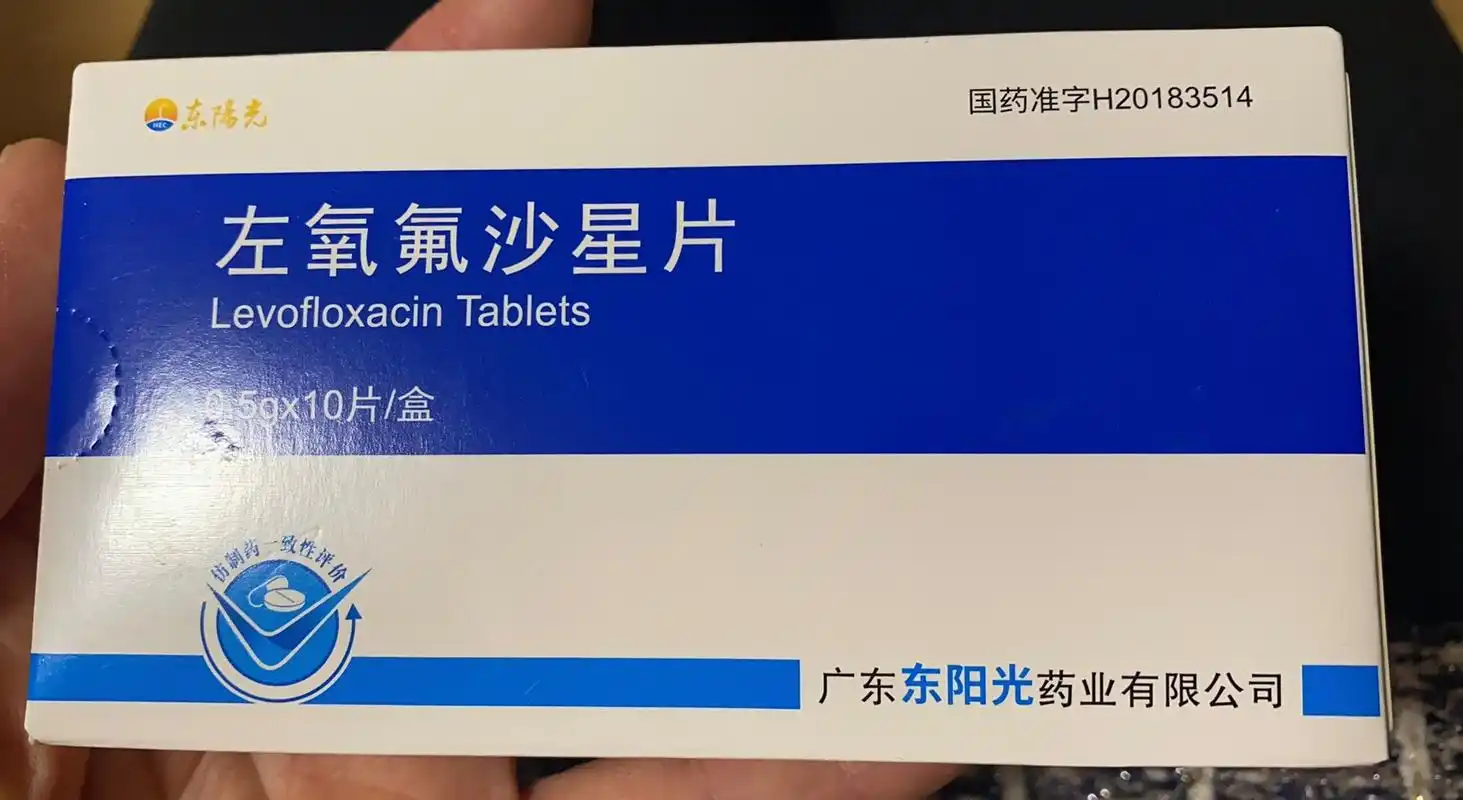 HEC 东陽光
国药准字H20183514
左氧氟沙星片
Levofloxacin Tablets
0.5gx10片/盒
仿制药一致性评价
广东东阳光药业有限公司